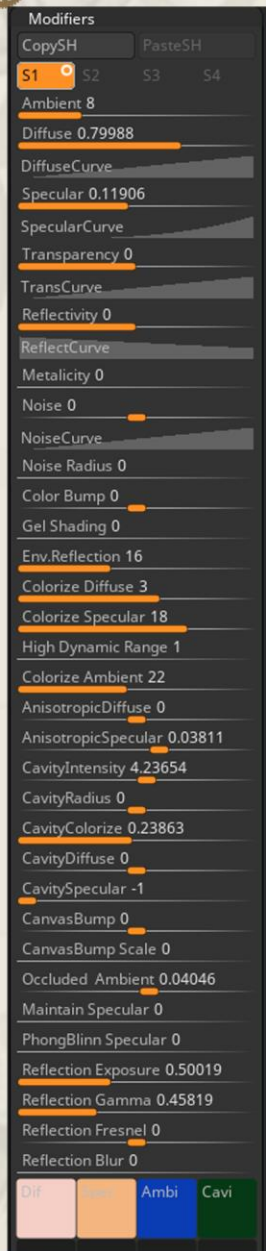 Modifiers
CopySH PasteSH
S1 S2 S3 S4
Ambient 8
Diffuse 0.79988
DiffuseCurve
Specular 0.11906
SpecularCurve
Transparency 0
TransCurve
Reflectivity 0
ReflectCurve
Metalicity 0
Noise 0
NoiseCurve
Noise Radius 0
Color Bump 0
Gel Shading 0
Env.Reflection 16
Colorize Diffuse 3
Colorize Specular 18
High Dynamic Range 1
Colorize Ambient 22
AnisotropicDiffuse 0
AnisotropicSpecular 0.03811
CavityIntensity 4.23654
CavityRadius 0
CavityColorize 0.23863
CavityDiffuse 0
CavitySpecular -1
CanvasBump 0
CanvasBump Scale 0
Occluded Ambient 0.04046
Maintain Specular 0
PhongBlinn Specular 0
Reflection Exposure 0.50019
Reflection Gamma 0.45819
Reflection Fresnel 0
Reflection Blur 0
Dif Spec Ambi Cavi